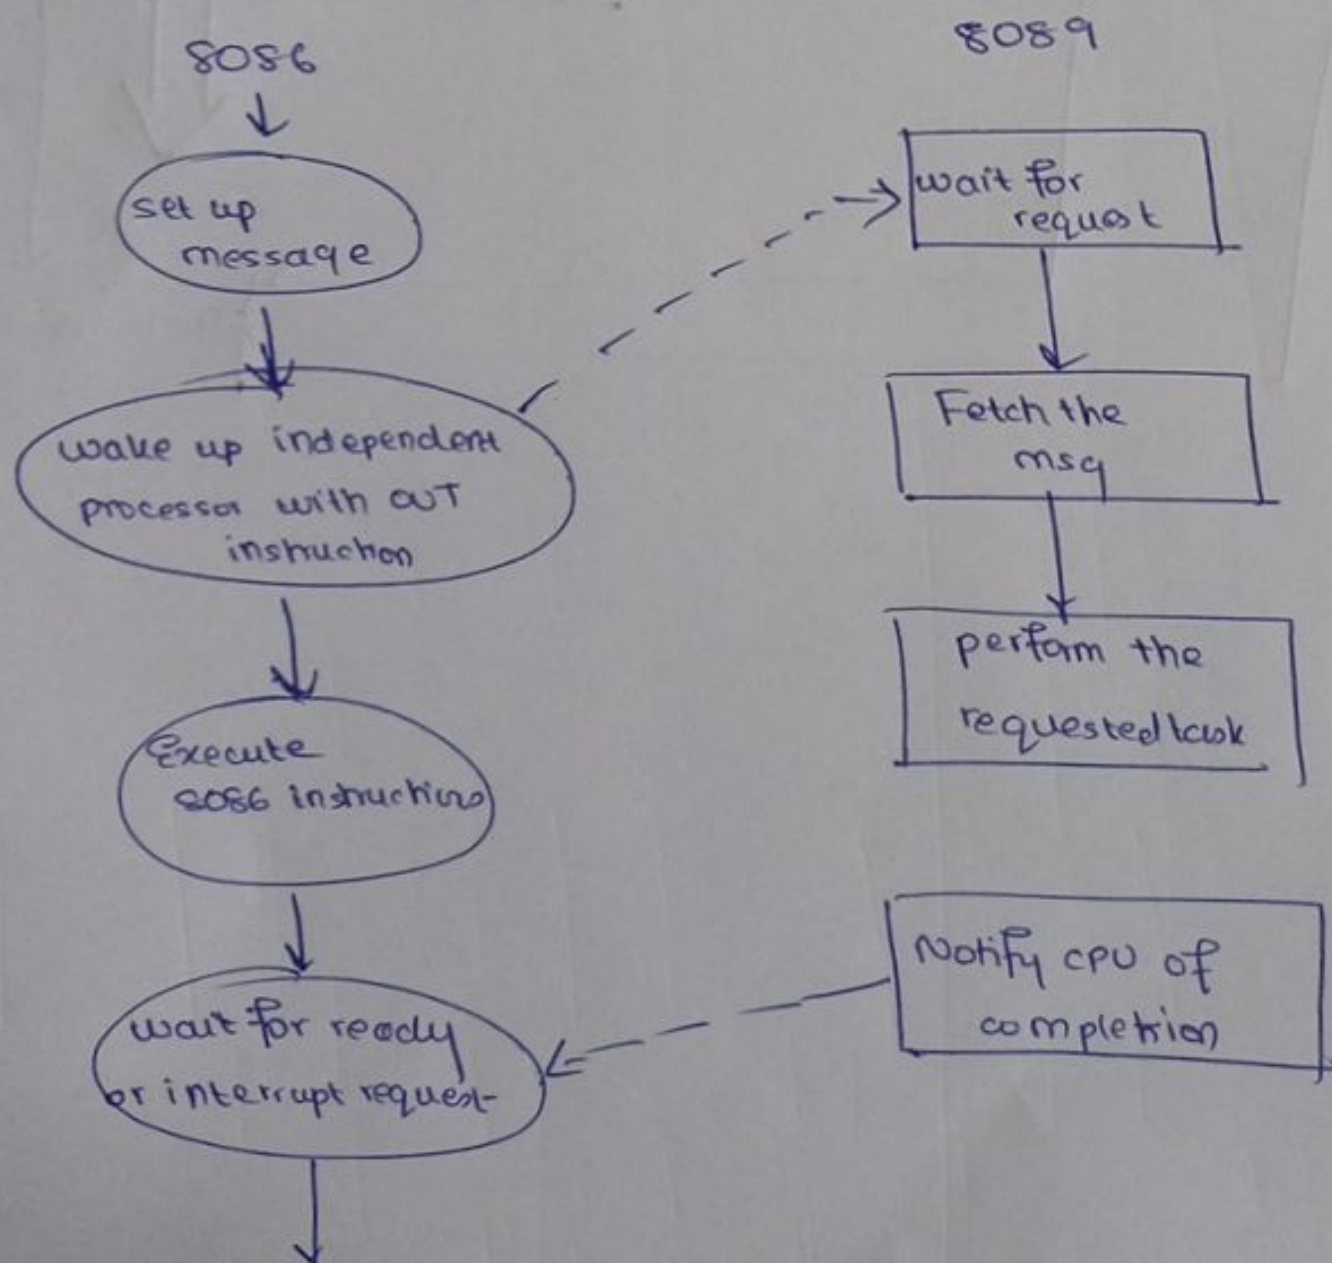 8086
set up
message
wake up independent
processor with OUT
instruction
Execute
8086 instructions
wait for ready
or interrupt request
8089
wait for
request
Fetch the
msg
perform the
requested task
Notify CPU of
completion